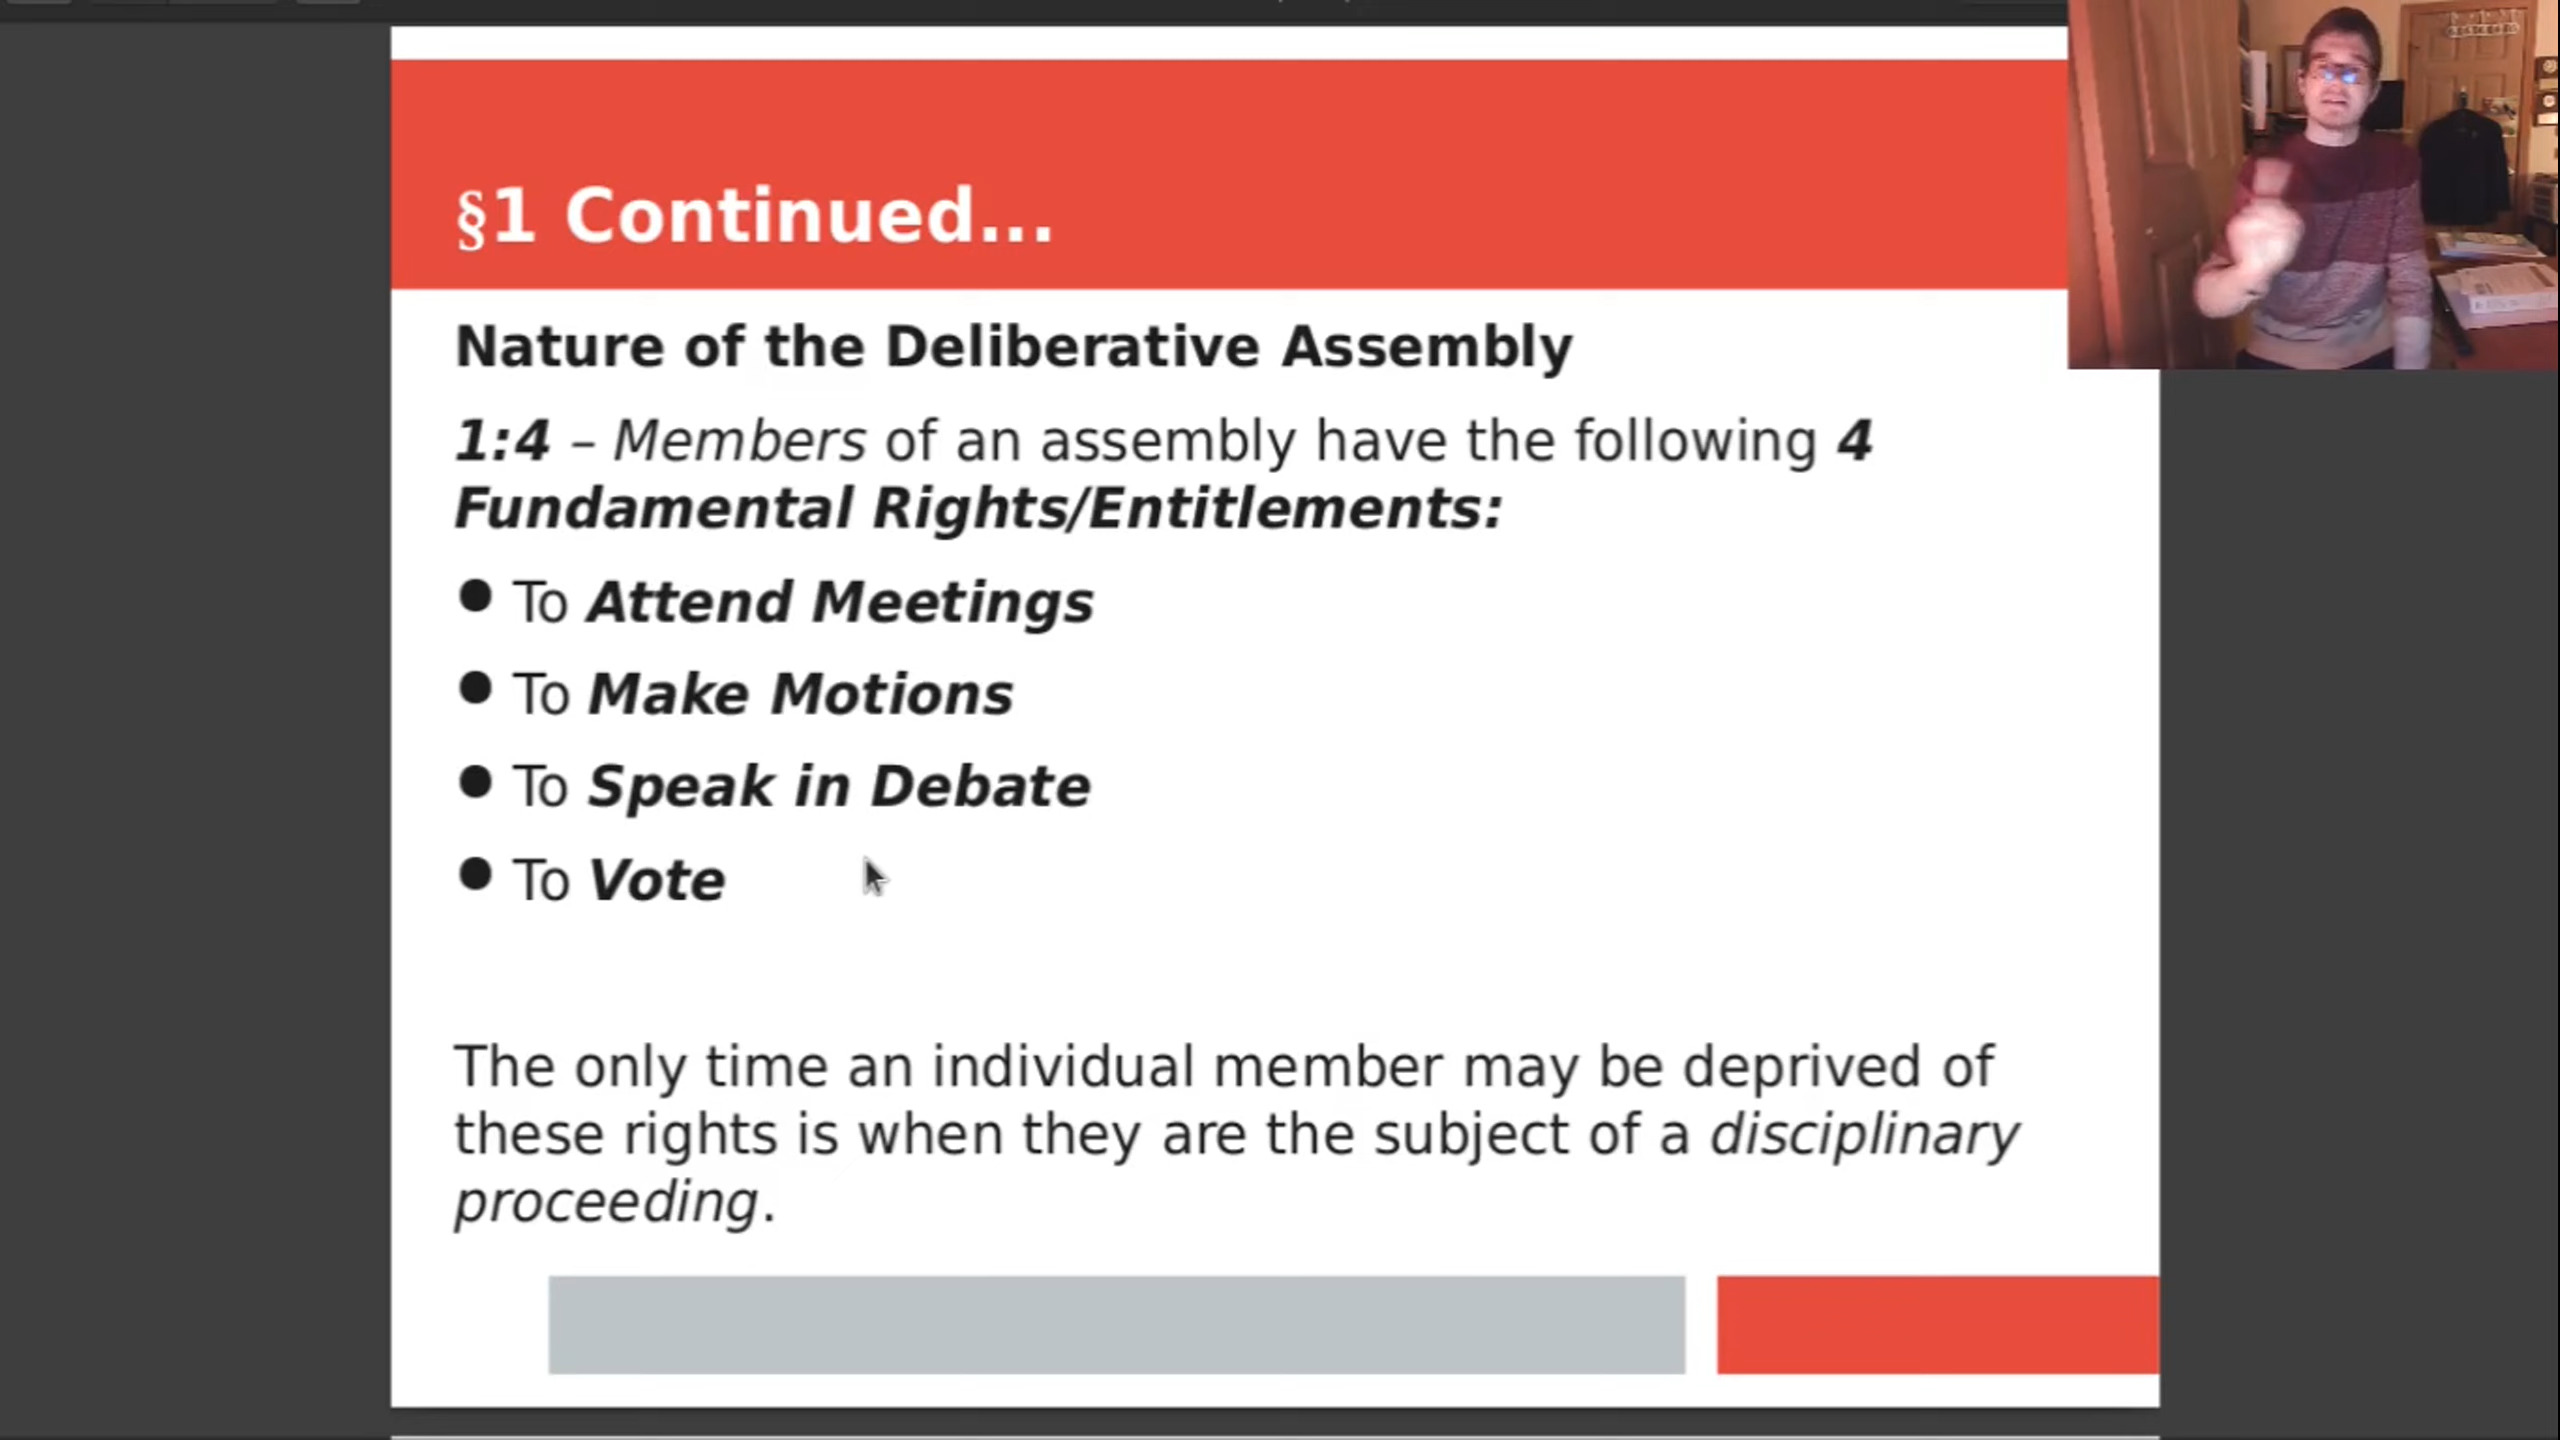 §1 Continued...
Nature of the Deliberative Assembly
1:4 – Members of an assembly have the following 4
Fundamental Rights/Entitlements:
● To Attend Meetings
● To Make Motions
● To Speak in Debate
● To Vote
The only time an individual member may be deprived of
these rights is when they are the subject of a disciplinary
proceeding.